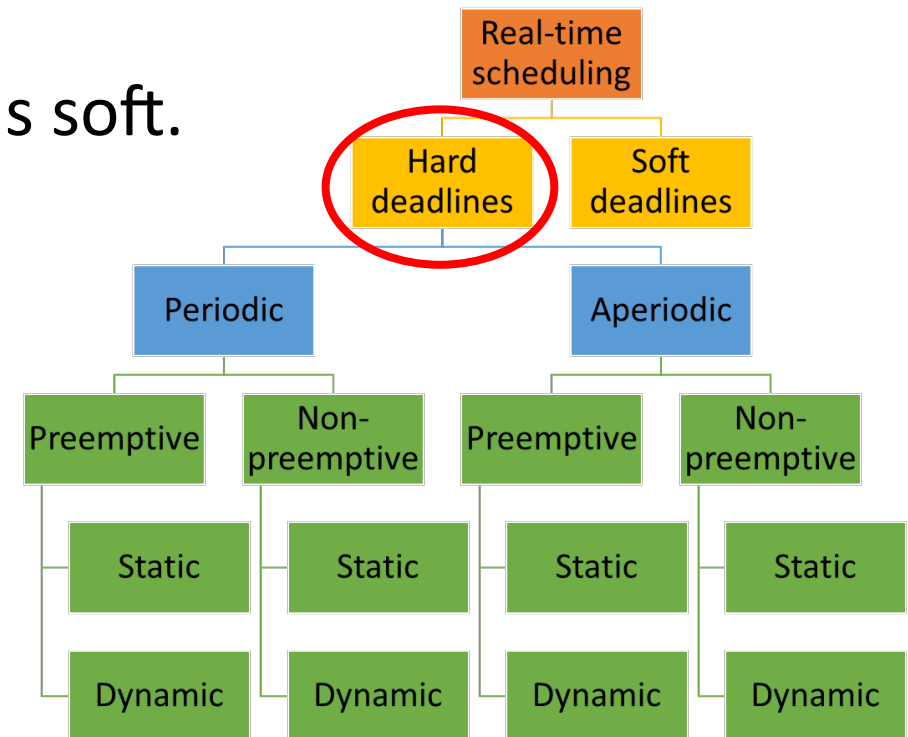 Real-time
scheduling
s soft.
Hard
deadlines
Soft
deadlines
Periodic
Aperiodic
Preemptive
Non-
preemptive
Preemptive
Non-
preemptive
Static
Static
Static
Static
Dynamic
Dynamic
Dynamic
Dynamic